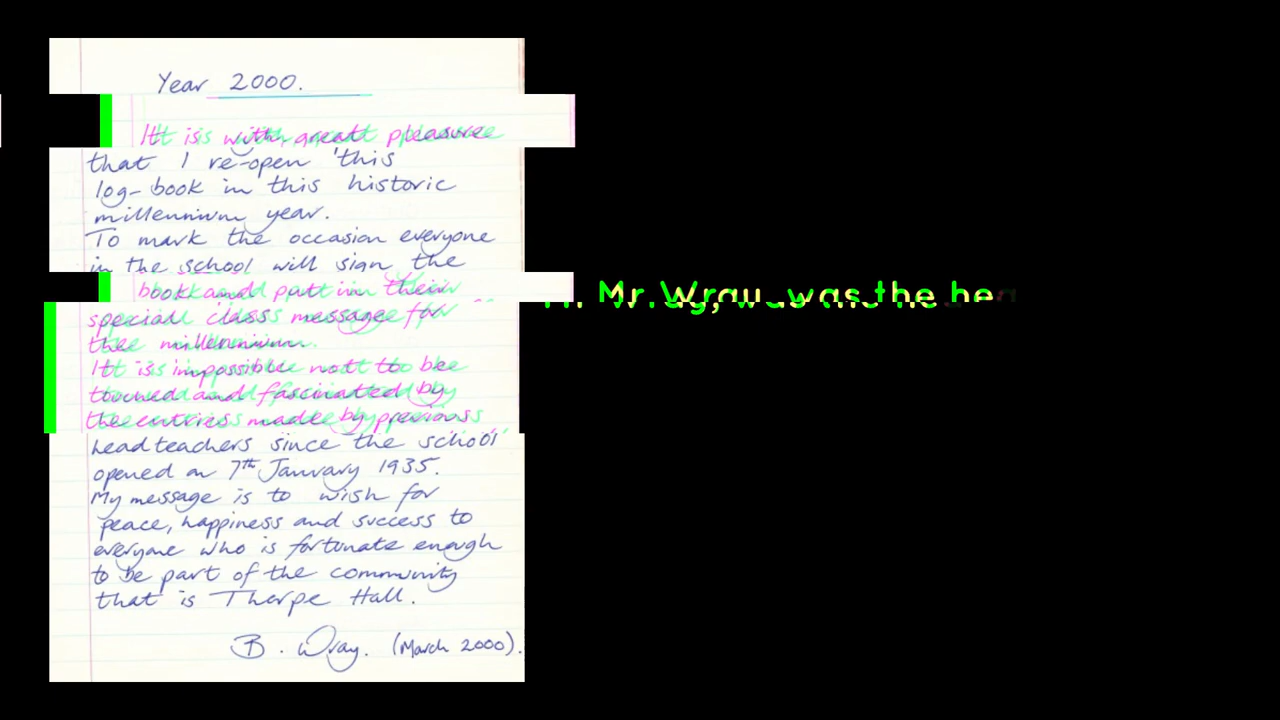 Year 2000.
It is with great pleasure
that I re-open this
log-book in this historic
millennium year.
To mark the occasion everyone
in the school will sign the
book and put in their
special class message for
the millennium.
It is impossible not to be
touched and fascinated by
the entries made by previous
headteachers since the school
opened on 7th January 1935.
My message is to wish for
peace, happiness and success to
everyone who is fortunate enough
to be part of the community
that is Thorpe Hall.
B. Wray. (March 2000).
Mr. Wray, was the